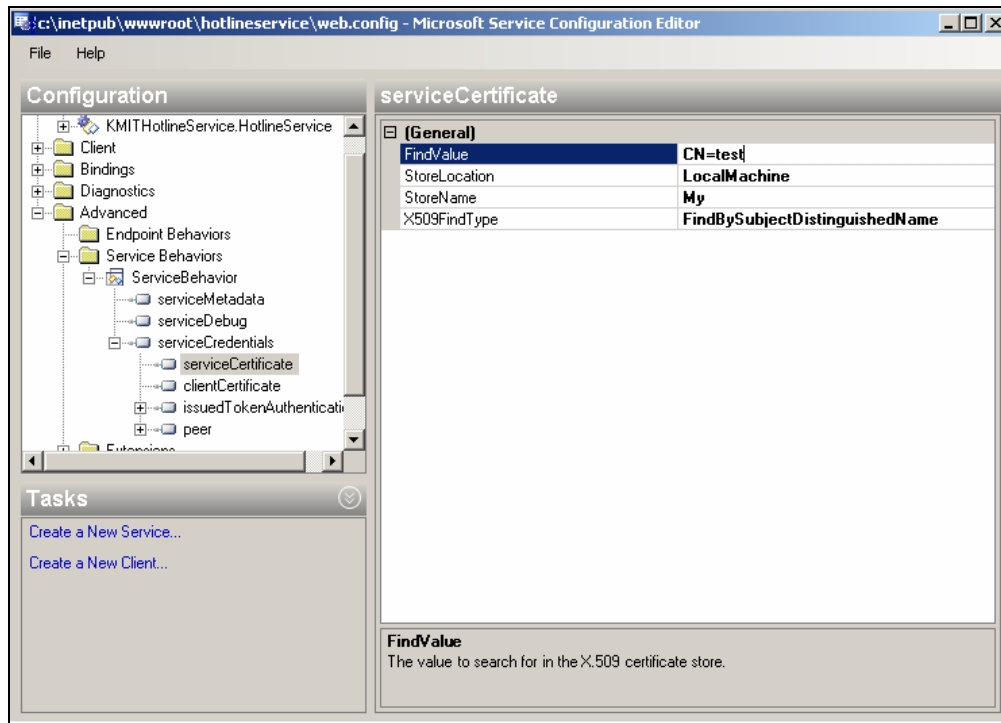 c:\inetpub\wwwroot\hotlineservice\web.config - Microsoft Service Configuration Editor
File Help
Configuration
KMITHotlineService.HotlineService
Client
Bindings
Diagnostics
Advanced
Endpoint Behaviors
Service Behaviors
ServiceBehavior
serviceMetadata
serviceDebug
serviceCredentials
serviceCertificate
clientCertificate
issuedTokenAuthenticati
peer
Extensions
Tasks
Create a New Service...
Create a New Client...
serviceCertificate
(General)
FindValue CN=test
StoreLocation LocalMachine
StoreName My
X509FindType FindBySubjectDistinguishedName
FindValue
The value to search for in the X.509 certificate store.